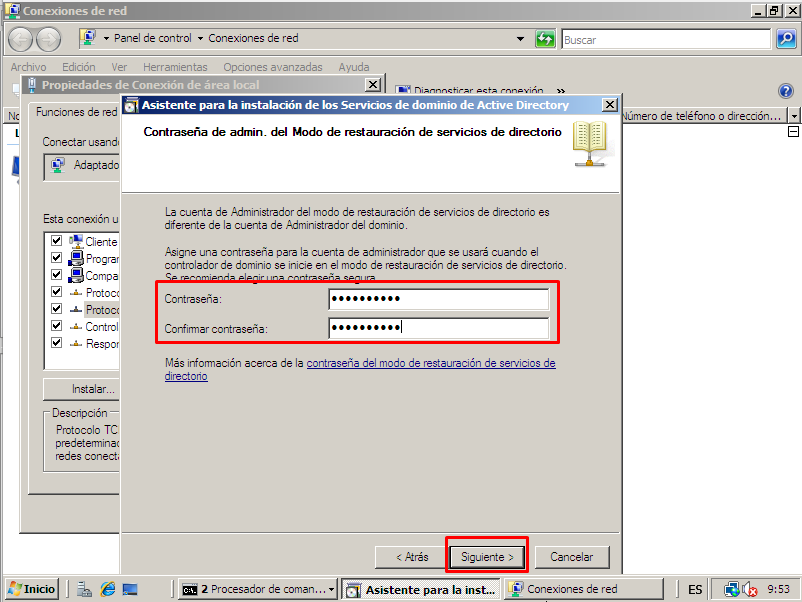 Conexiones de red
Panel de control
Conexiones de red
Buscar
Archivo
Edición
Ver
Herramientas
Opciones avanzadas
Ayuda
Propiedades de Conexión de área local
Diagnosticar esta conexión
»
Número de teléfono o dirección...
Funciones de red
Conectar usando
Adaptado
Esta conexión u
Cliente
Program
Compa
Protoco
Protoco
Control
Respon
Instalar...
Descripción
Protocolo TC
predeterminad
redes conecta
Asistente para la instalación de los Servicios de dominio de Active Directory
Contraseña de admin. del Modo de restauración de servicios de directorio
La cuenta de Administrador del modo de restauración de servicios de directorio es
diferente de la cuenta de Administrador del dominio.
Asigne una contraseña para la cuenta de administrador que se usará cuando el
controlador de dominio se inicie en el modo de restauración de servicios de directorio.
Se recomienda elegir una contraseña segura.
Contraseña: ••••••••••
Confirmar contraseña: ••••••••••
Más información acerca de la contraseña del modo de restauración de servicios de
directorio
< Atrás
Siguiente >
Cancelar
Inicio
2 Procesador de coman...
Asistente para la inst...
Conexiones de red
ES
9:53